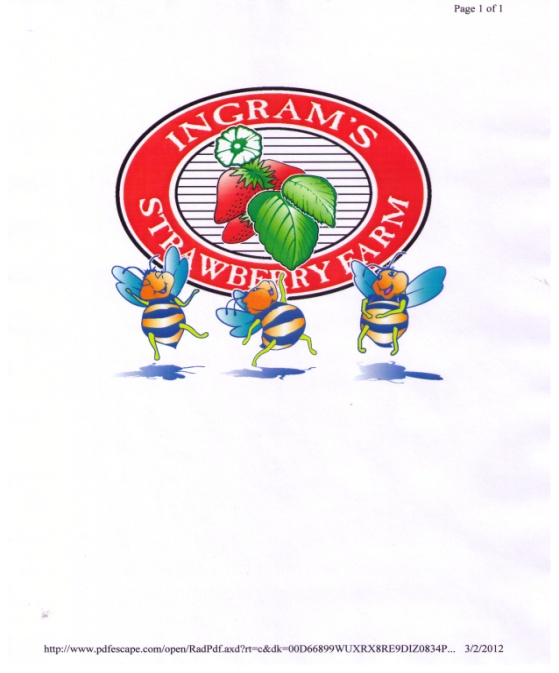 Page 1 of 1
INGRAM'S
STRAWBERRY FARM
http://www.pdfescape.com/open/RadPdf.axd?rt=c&dk=00D66899WUXRX8RE9DIZ0834P... 3/2/2012